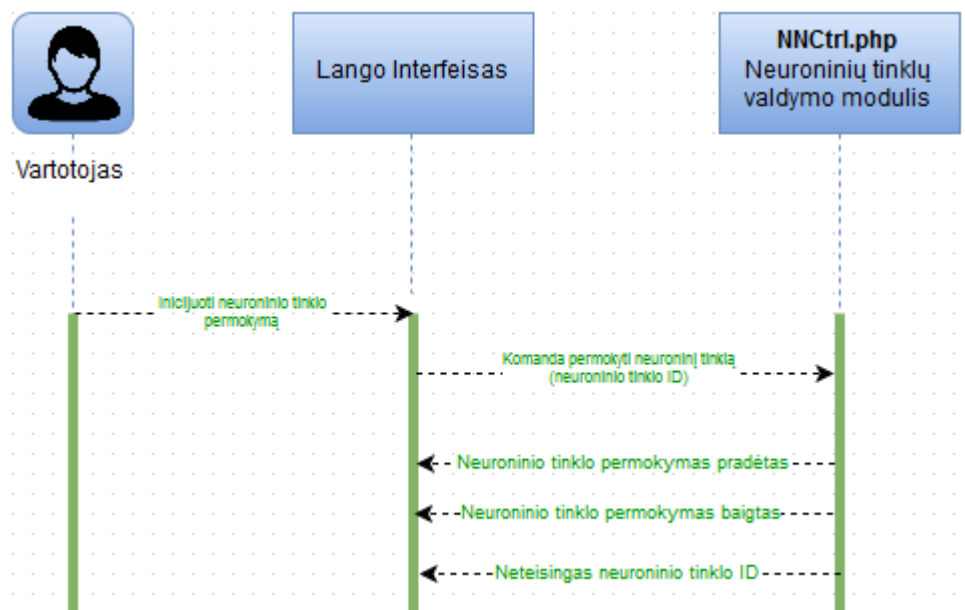 Vartotojas
Lango Interfeisas
NNCtrl.php
Neuroninių tinklų
valdymo modulis
Inicijuoti neuroninio tinklo
permokymą
Komanda permokyti neuroninį tinklą
(neuroninio tinklo ID)
Neuroninio tinklo permokymas pradėtas
Neuroninio tinklo permokymas baigtas
Neteisingas neuroninio tinklo ID